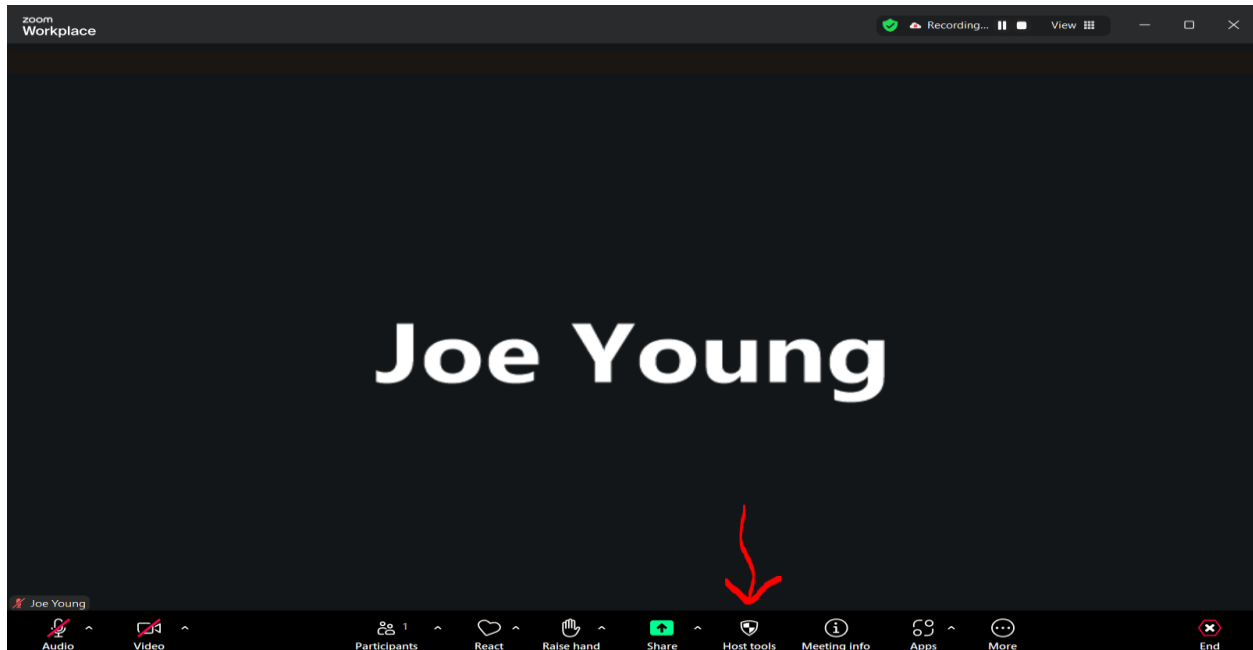 zoom
Workplace
Recording...
View
Joe Young
Joe Young
Audio
Video
Participants
1
React
Raise hand
Share
Host tools
Meeting info
Apps
More
End